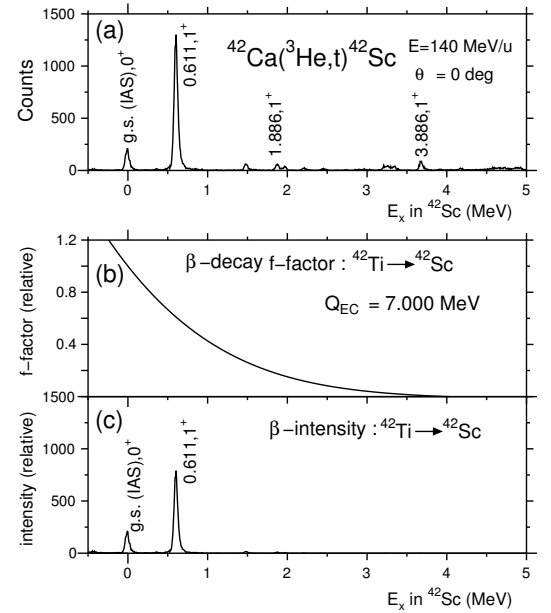 1500
(a)
⁴²Ca(³He,t)⁴²Sc
E=140 MeV/u
θ = 0 deg
1000
Counts
g.s. (IAS),0⁺
0.611,1⁺
500
1.886,1⁺
3.886,1⁺
0
0 1 2 3 4 5
Eₓ in ⁴²Sc (MeV)
1.2
(b)
β−decay f−factor : ⁴²Ti → ⁴²Sc
Q_EC = 7.000 MeV
f−factor (relative)
0.8
0.4
1500
(c)
β−intensity : ⁴²Ti → ⁴²Sc
intensity (relative)
1000
g.s. (IAS),0⁺
0.611,1⁺
500
0
0 1 2 3 4 5
Eₓ in ⁴²Sc (MeV)